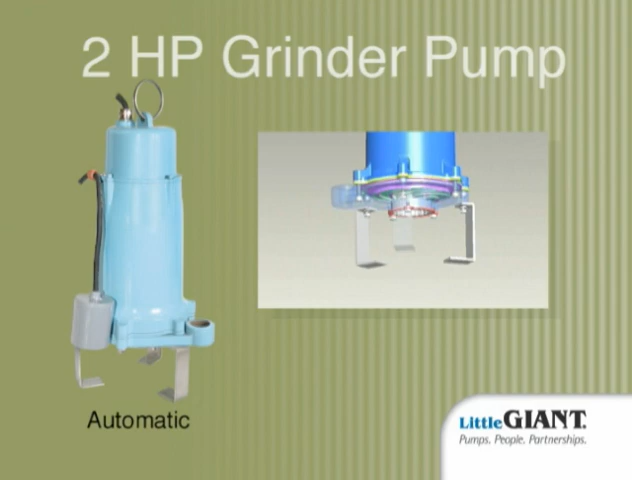 2 HP Grinder Pump
Automatic
LittleGIANT.
Pumps. People. Partnerships.